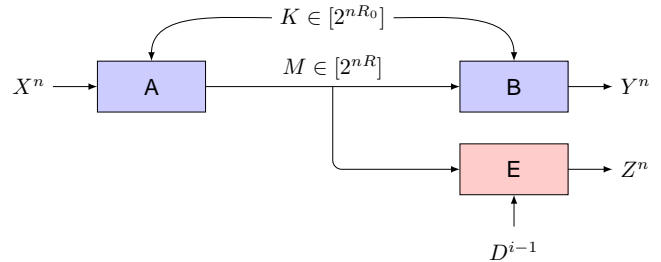 K ∈ [2^{nR_0}]
X^n A M ∈ [2^{nR}] B Y^n
E Z^n
D^{i−1}